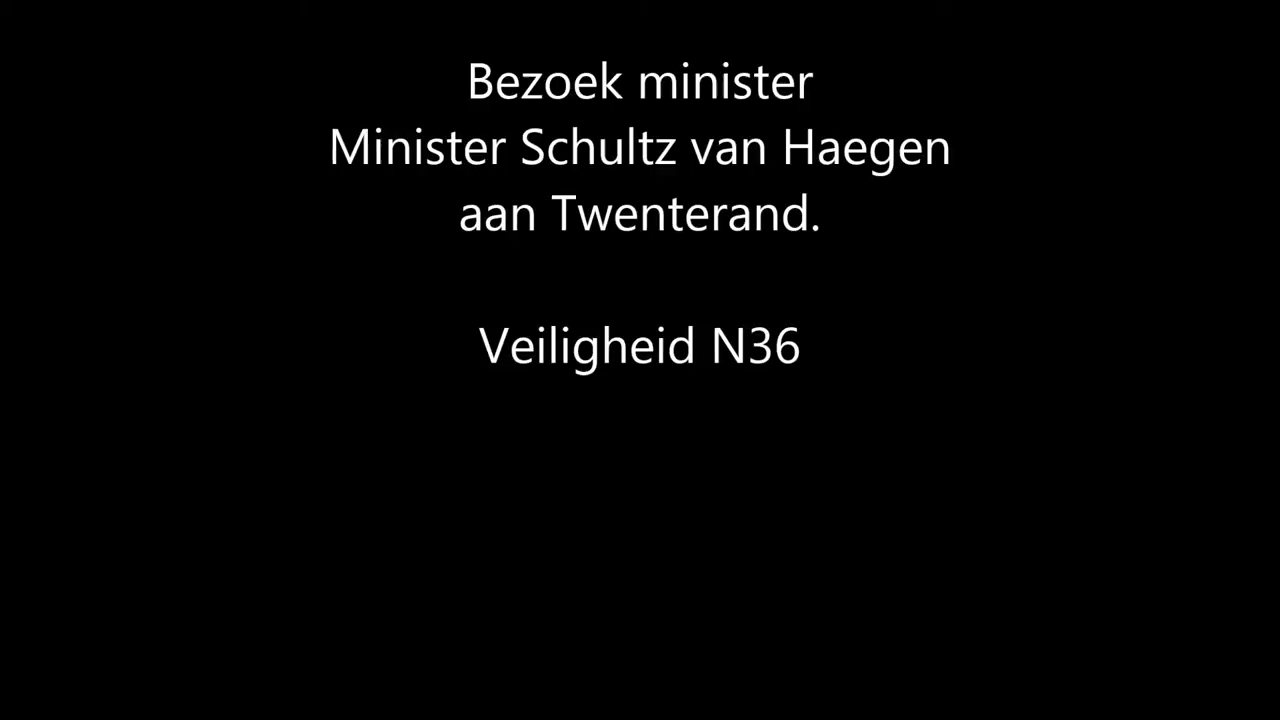 Bezoek minister
Minister Schultz van Haegen
aan Twenterand.
Veiligheid N36